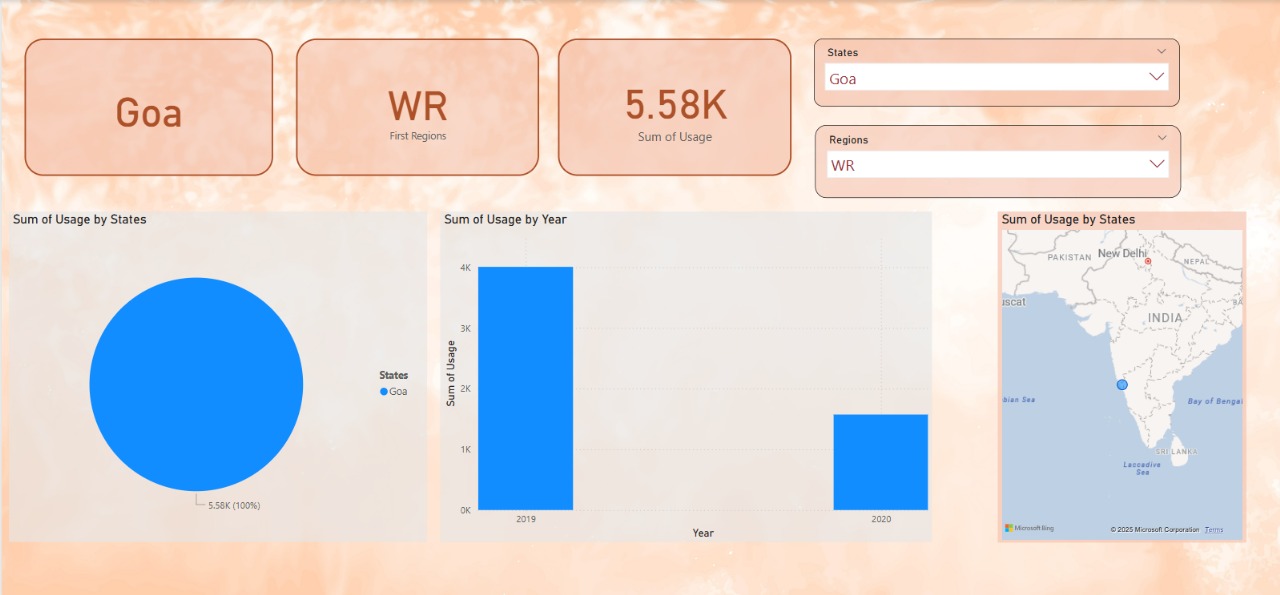 Goa
WR
First Regions
5.58K
Sum of Usage
States
Goa
Regions
WR
Sum of Usage by States
States
Goa
5.58K (100%)
Sum of Usage by Year
Sum of Usage
4K
3K
2K
1K
0K
2019
2020
Year
Sum of Usage by States
PAKISTAN
New Delhi
NEPAL
uscat
BA
INDIA
bian Sea
Bay of Bengal
SRI LANKA
Laccadive
Sea
Microsoft Bing
© 2025 Microsoft Corporation Terms